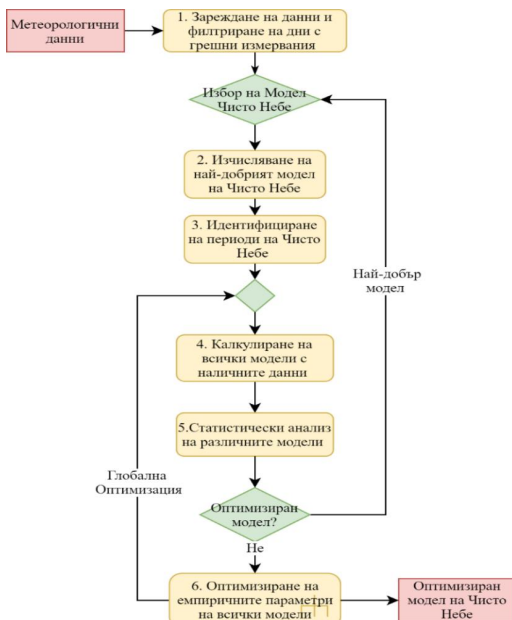 Метеорологични
данни
1. Зареждане на данни и
филтриране на дни с
грешни измервания
Избор на Модел
Чисто Небе
2. Изчисляване на
най-добрият модел
на Чисто Небе
3. Идентифициране
на периоди на Чисто
Небе
Най-добър
модел
4. Калкулиране на
всички модели с
наличните данни
5.Статистически анализ
на различните модели
Глобална
Оптимизация
Оптимизиран
модел?
Не
6. Оптимизиране на
емпиричните параметри
на всички модели
Оптимизиран
модел на Чисто
Небе